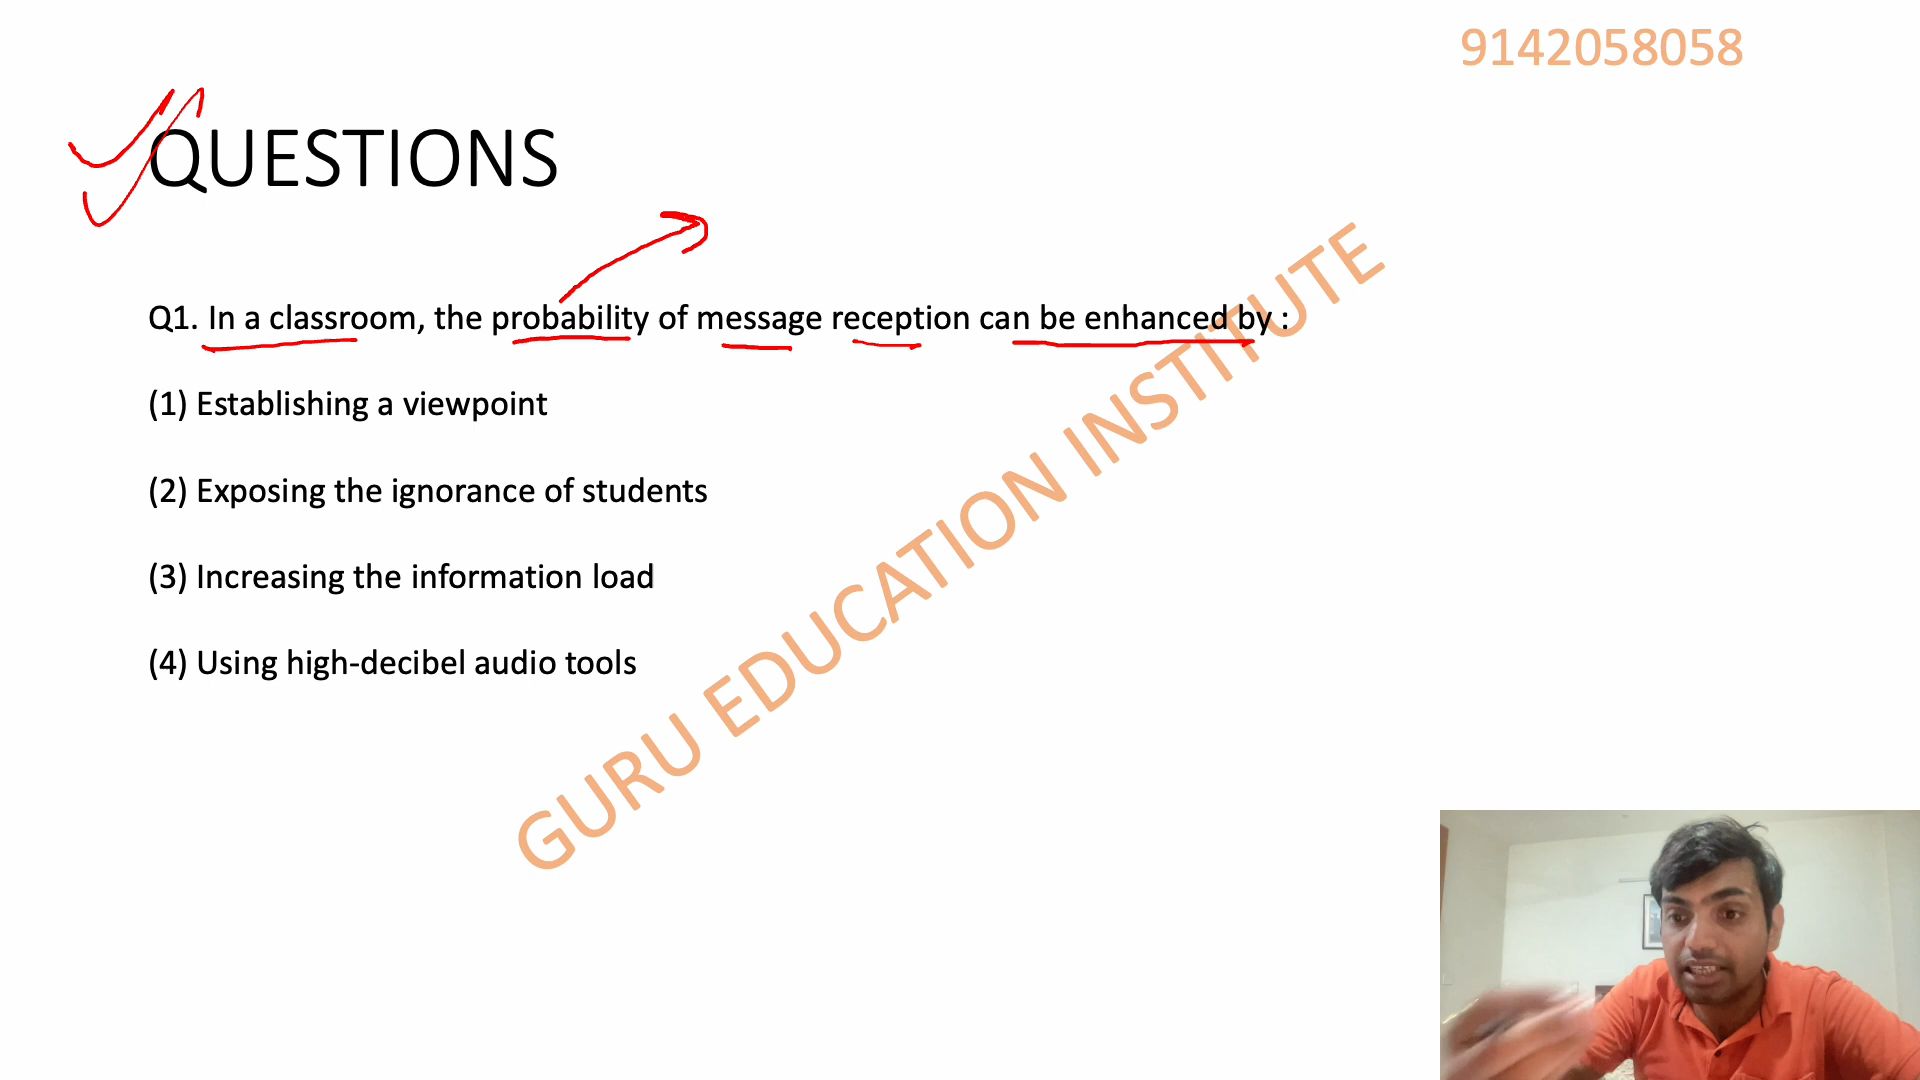 9142058058
QUESTIONS
Q1. In a classroom, the probability of message reception can be enhanced by :
(1) Establishing a viewpoint
(2) Exposing the ignorance of students
(3) Increasing the information load
(4) Using high-decibel audio tools
GURU EDUCATION INSTITUTE